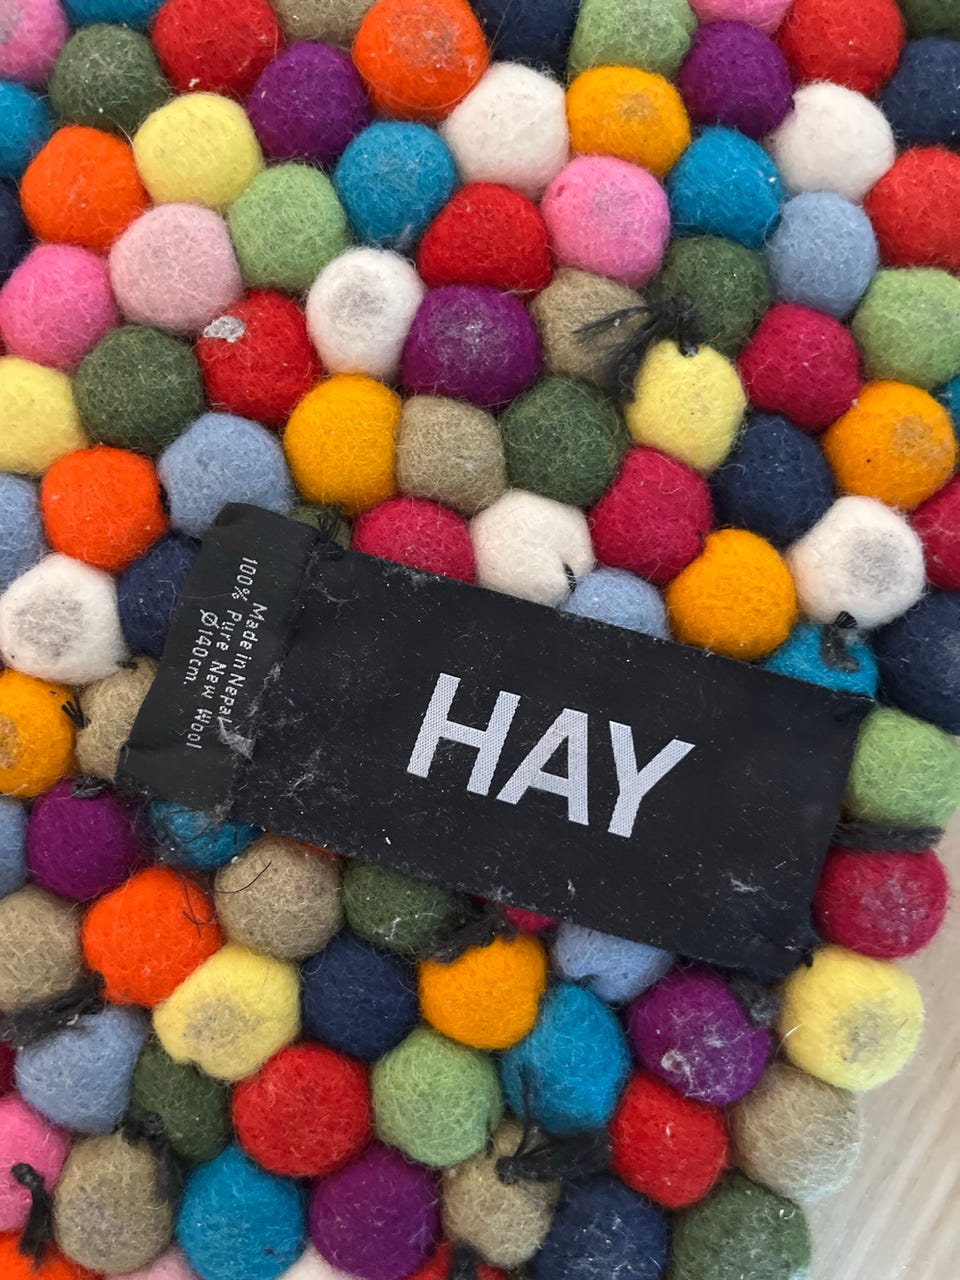 HAY
Made in Nepal
100% Pure New Wool
Ø140cm.